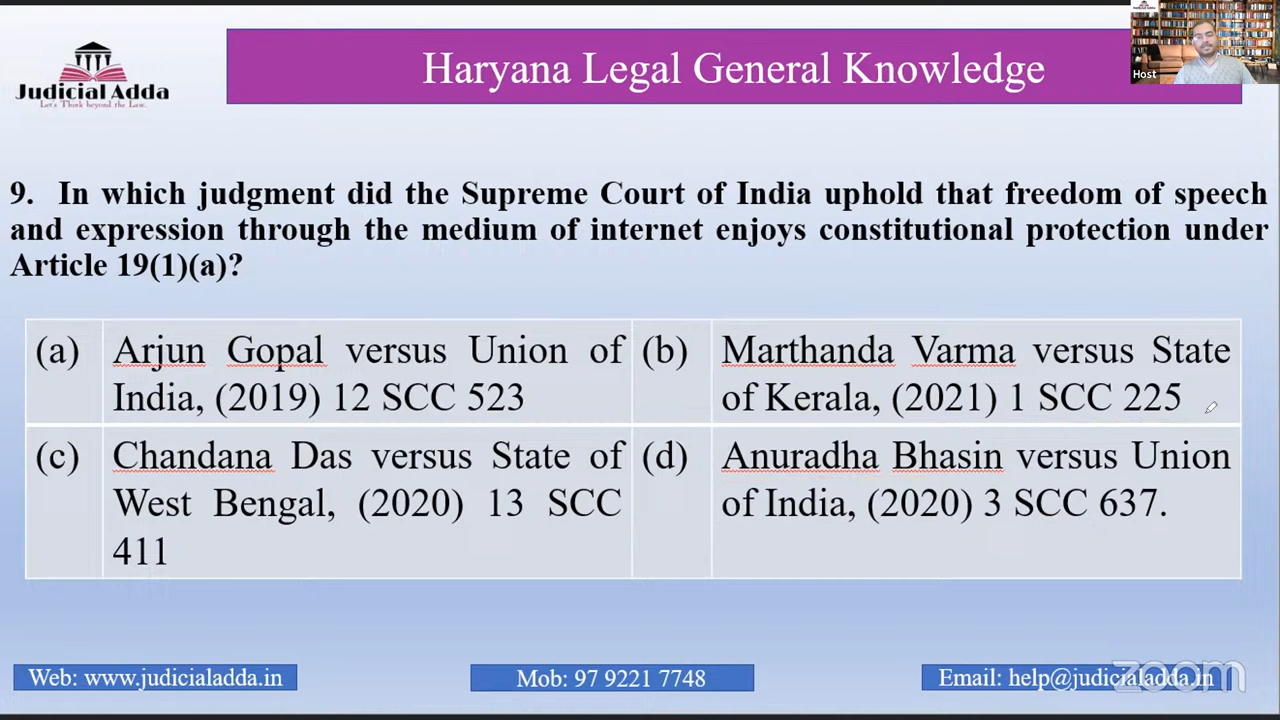 Judicial Adda
Let's Think beyond the Law.
Haryana Legal General Knowledge
Judicial Adda
Host
9. In which judgment did the Supreme Court of India uphold that freedom of speech
and expression through the medium of internet enjoys constitutional protection under
Article 19(1)(a)?
(a) Arjun Gopal versus Union of
India, (2019) 12 SCC 523
(b) Marthanda Varma versus State
of Kerala, (2021) 1 SCC 225
(c) Chandana Das versus State of
West Bengal, (2020) 13 SCC
411
(d) Anuradha Bhasin versus Union
of India, (2020) 3 SCC 637.
Web: www.judicialadda.in
Mob: 97 9221 7748
Email: help@judicialadda.in
zoom